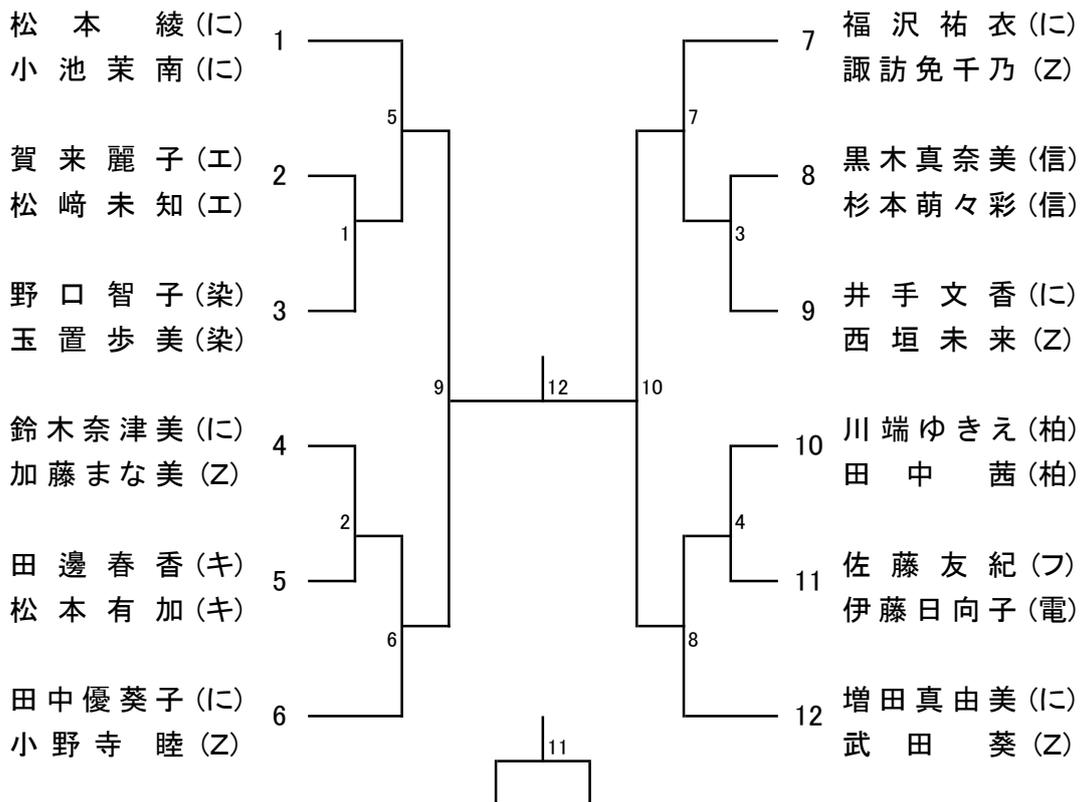 松本綾(に) 1
小池茉南(に)
5
賀来麗子(エ) 2
松﨑未知(エ)
1
野口智子(染) 3
玉置歩美(染)
9
鈴木奈津美(に) 4
加藤まな美(Z)
2
田邊春香(キ) 5
松本有加(キ)
6
田中優葵子(に) 6
小野寺睦(Z)
12
11
7 福沢祐衣(に)
諏訪免千乃(Z)
7
8 黒木真奈美(信)
杉本萌々彩(信)
3
9 井手文香(に)
西垣未来(Z)
10
10 川端ゆきえ(柏)
田中茜(柏)
4
11 佐藤友紀(フ)
伊藤日向子(電)
8
12 増田真由美(に)
武田葵(Z)